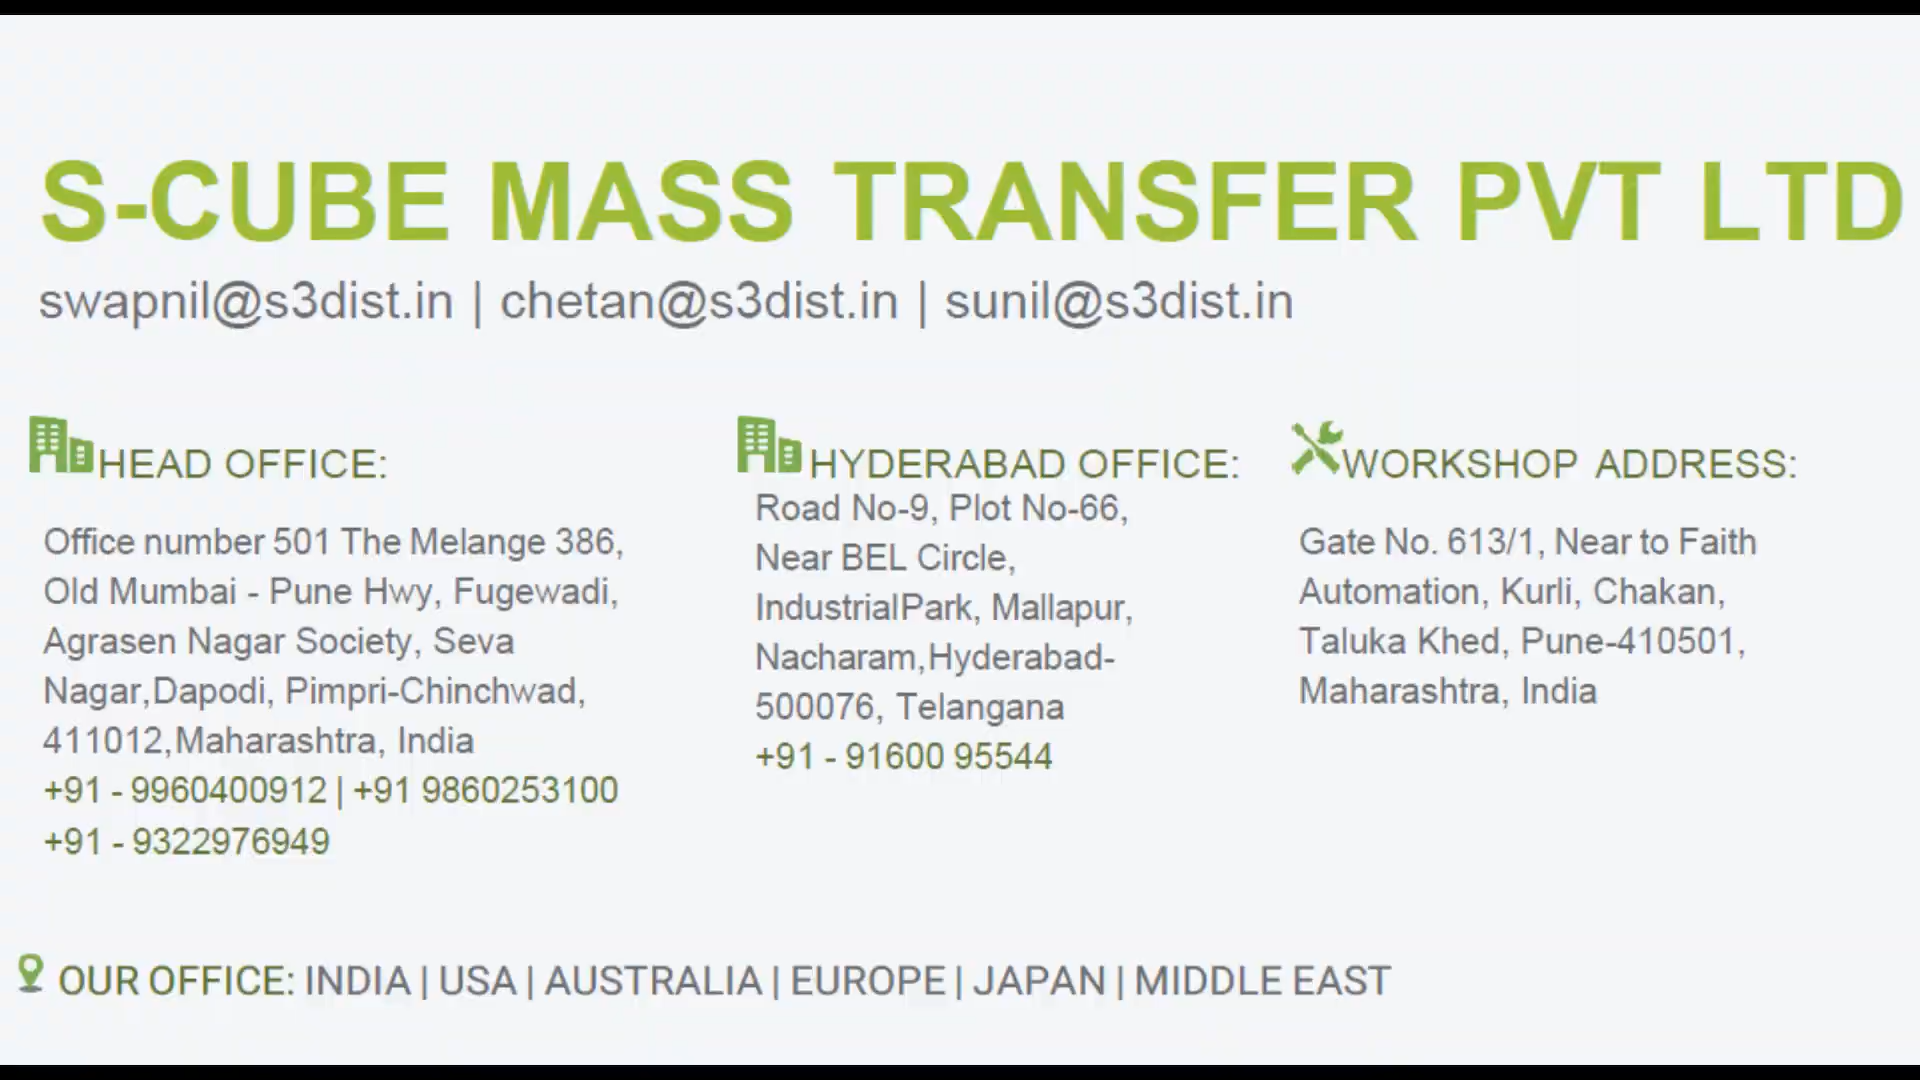 S-CUBE MASS TRANSFER PVT LTD
swapnil@s3dist.in | chetan@s3dist.in | sunil@s3dist.in
HEAD OFFICE:
Office number 501 The Melange 386,
Old Mumbai - Pune Hwy, Fugewadi,
Agrasen Nagar Society, Seva
Nagar,Dapodi, Pimpri-Chinchwad,
411012,Maharashtra, India
+91 - 9960400912 | +91 9860253100
+91 - 9322976949
HYDERABAD OFFICE:
Road No-9, Plot No-66,
Near BEL Circle,
IndustrialPark, Mallapur,
Nacharam,Hyderabad-
500076, Telangana
+91 - 91600 95544
WORKSHOP ADDRESS:
Gate No. 613/1, Near to Faith
Automation, Kurli, Chakan,
Taluka Khed, Pune-410501,
Maharashtra, India
OUR OFFICE: INDIA | USA | AUSTRALIA | EUROPE | JAPAN | MIDDLE EAST